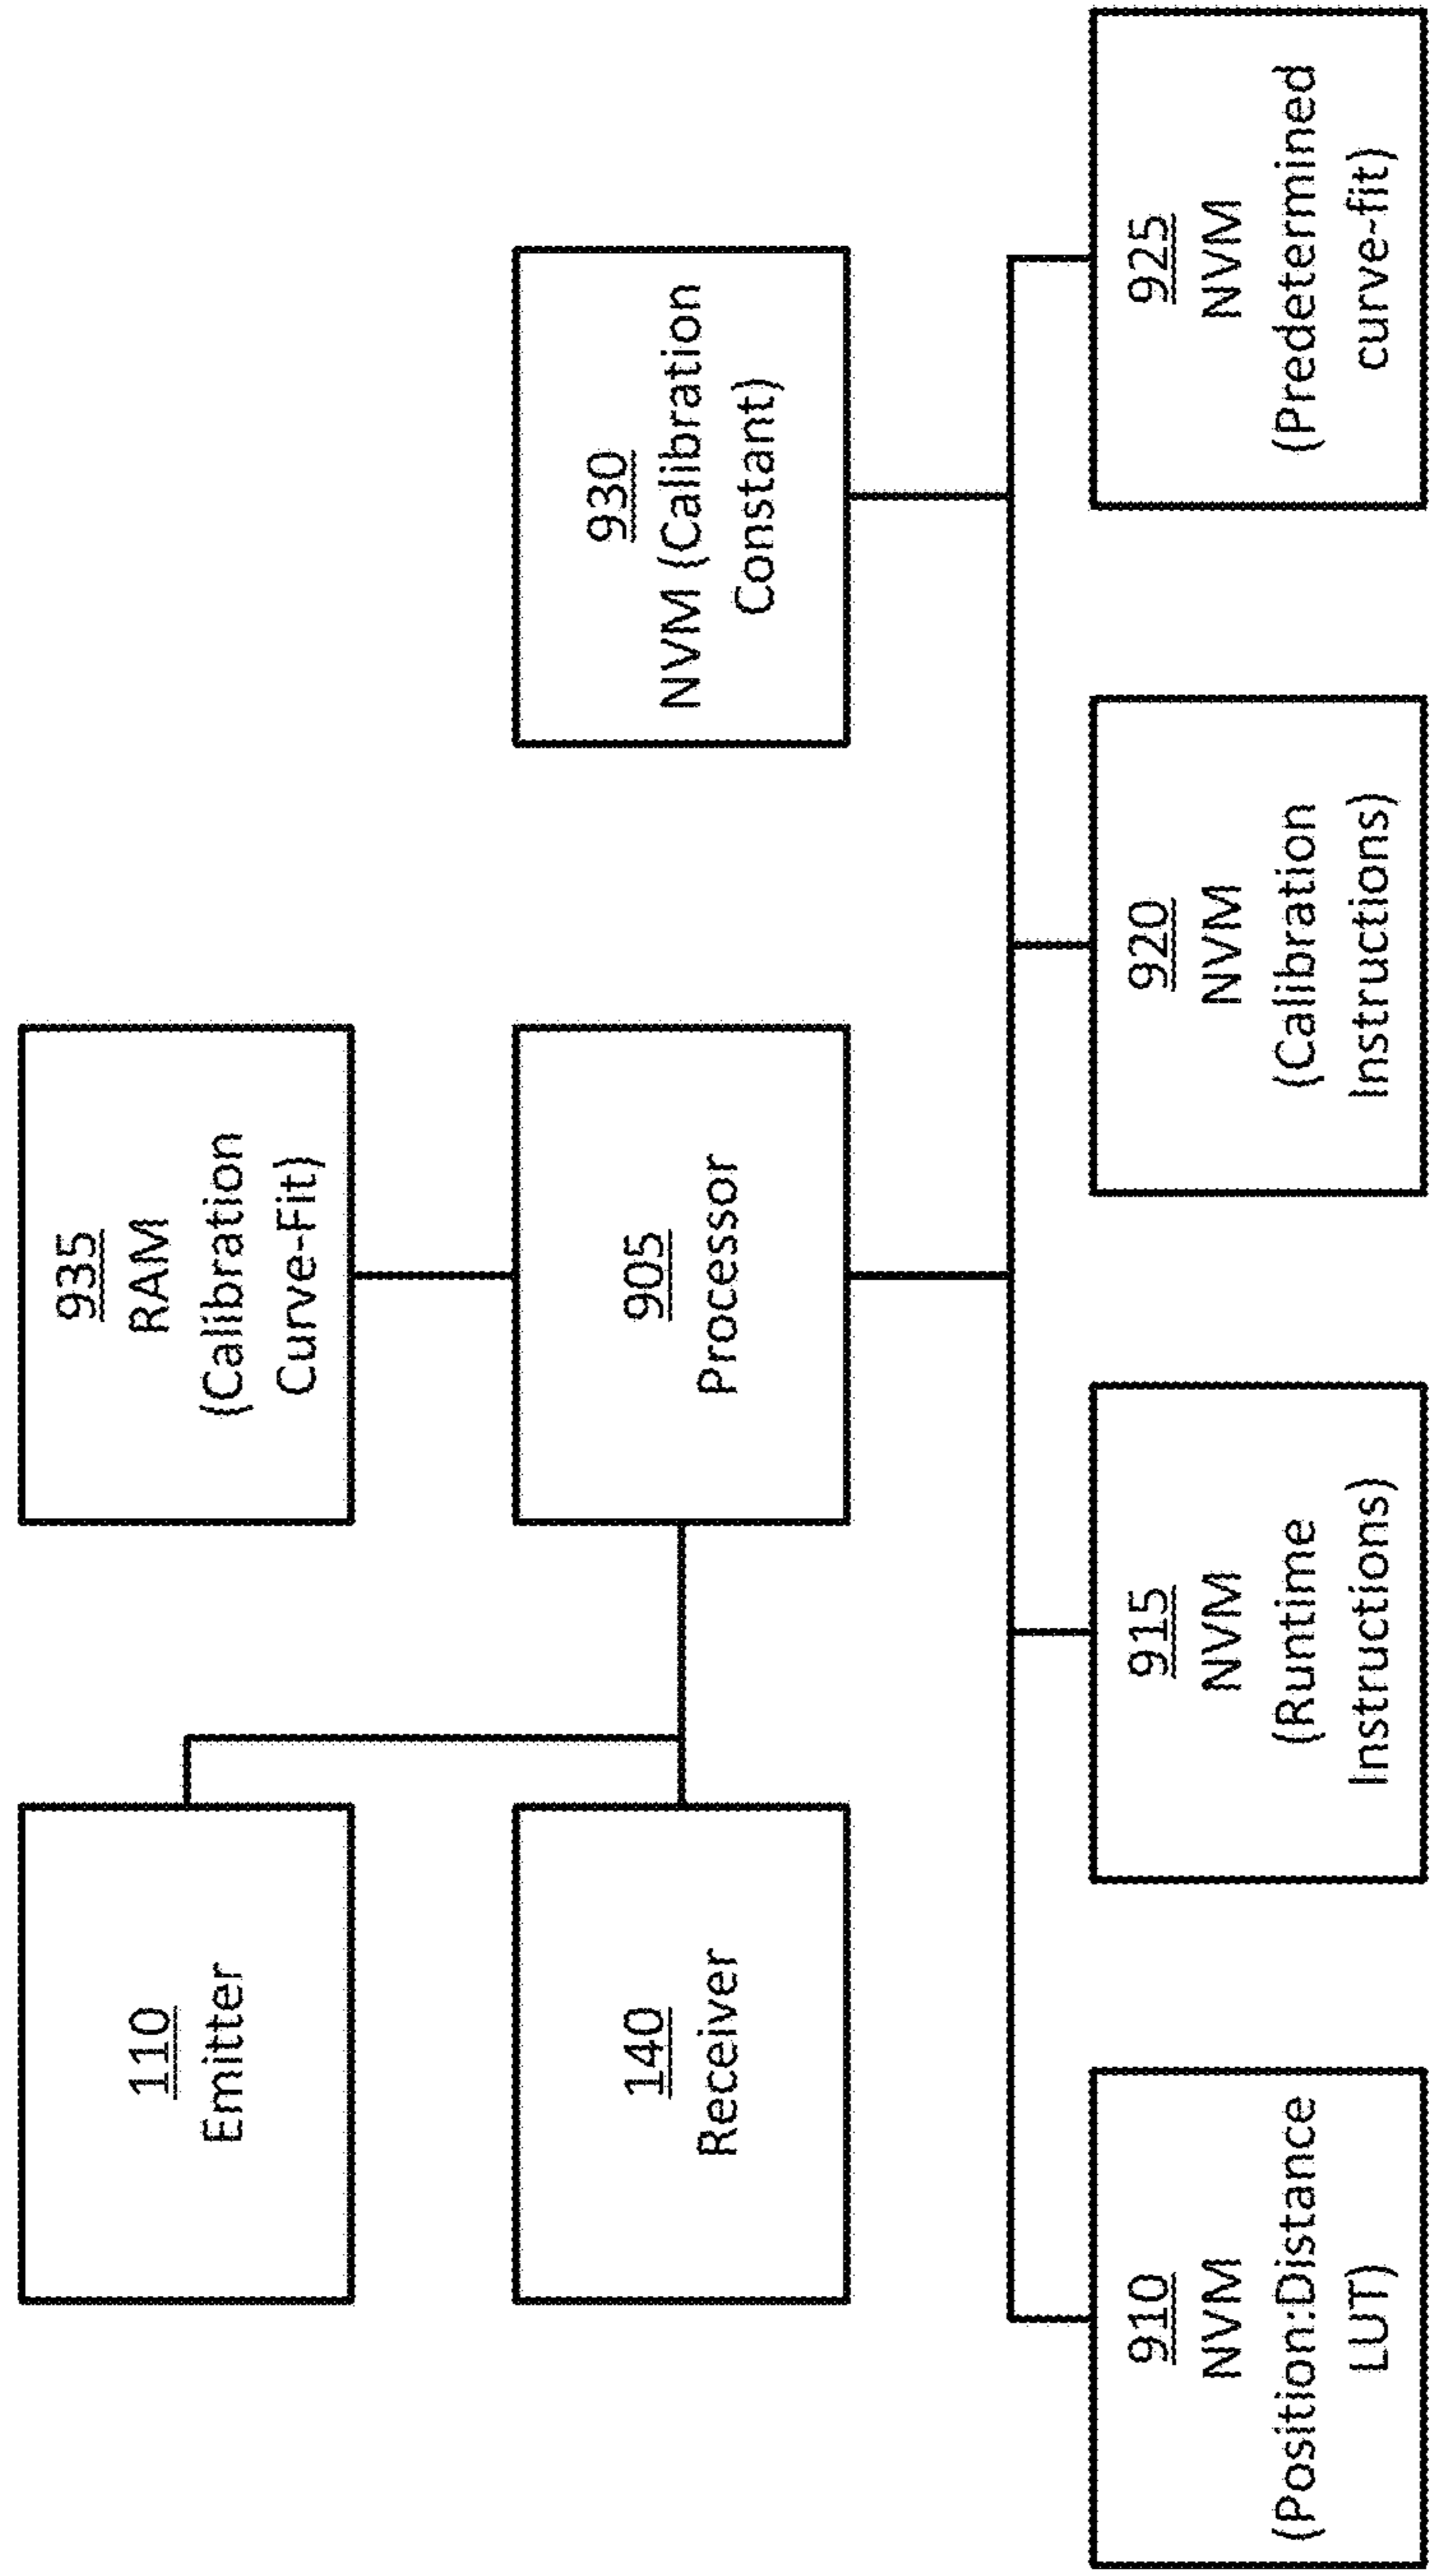 110
Emitter
935
RAM
(Calibration
Curve-Fit)
140
Receiver
905
Processor
930
NVM (Calibration
Constant)
910
NVM
(Position:Distance
LUT)
915
NVM
(Runtime
Instructions)
920
NVM
(Calibration
Instructions)
925
NVM
(Predetermined
curve-fit)